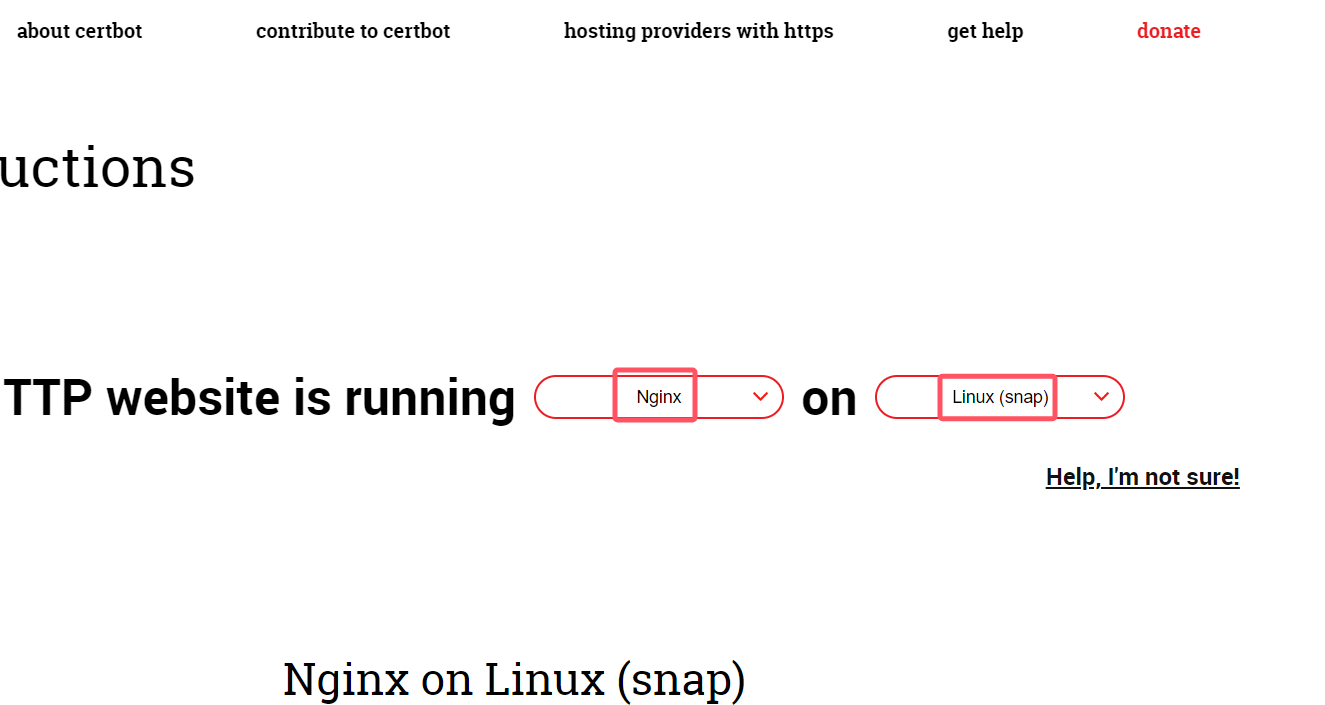 about certbot contribute to certbot hosting providers with https get help donate
uctions
TTP website is running Nginx on Linux (snap)
Help, I'm not sure!
Nginx on Linux (snap)